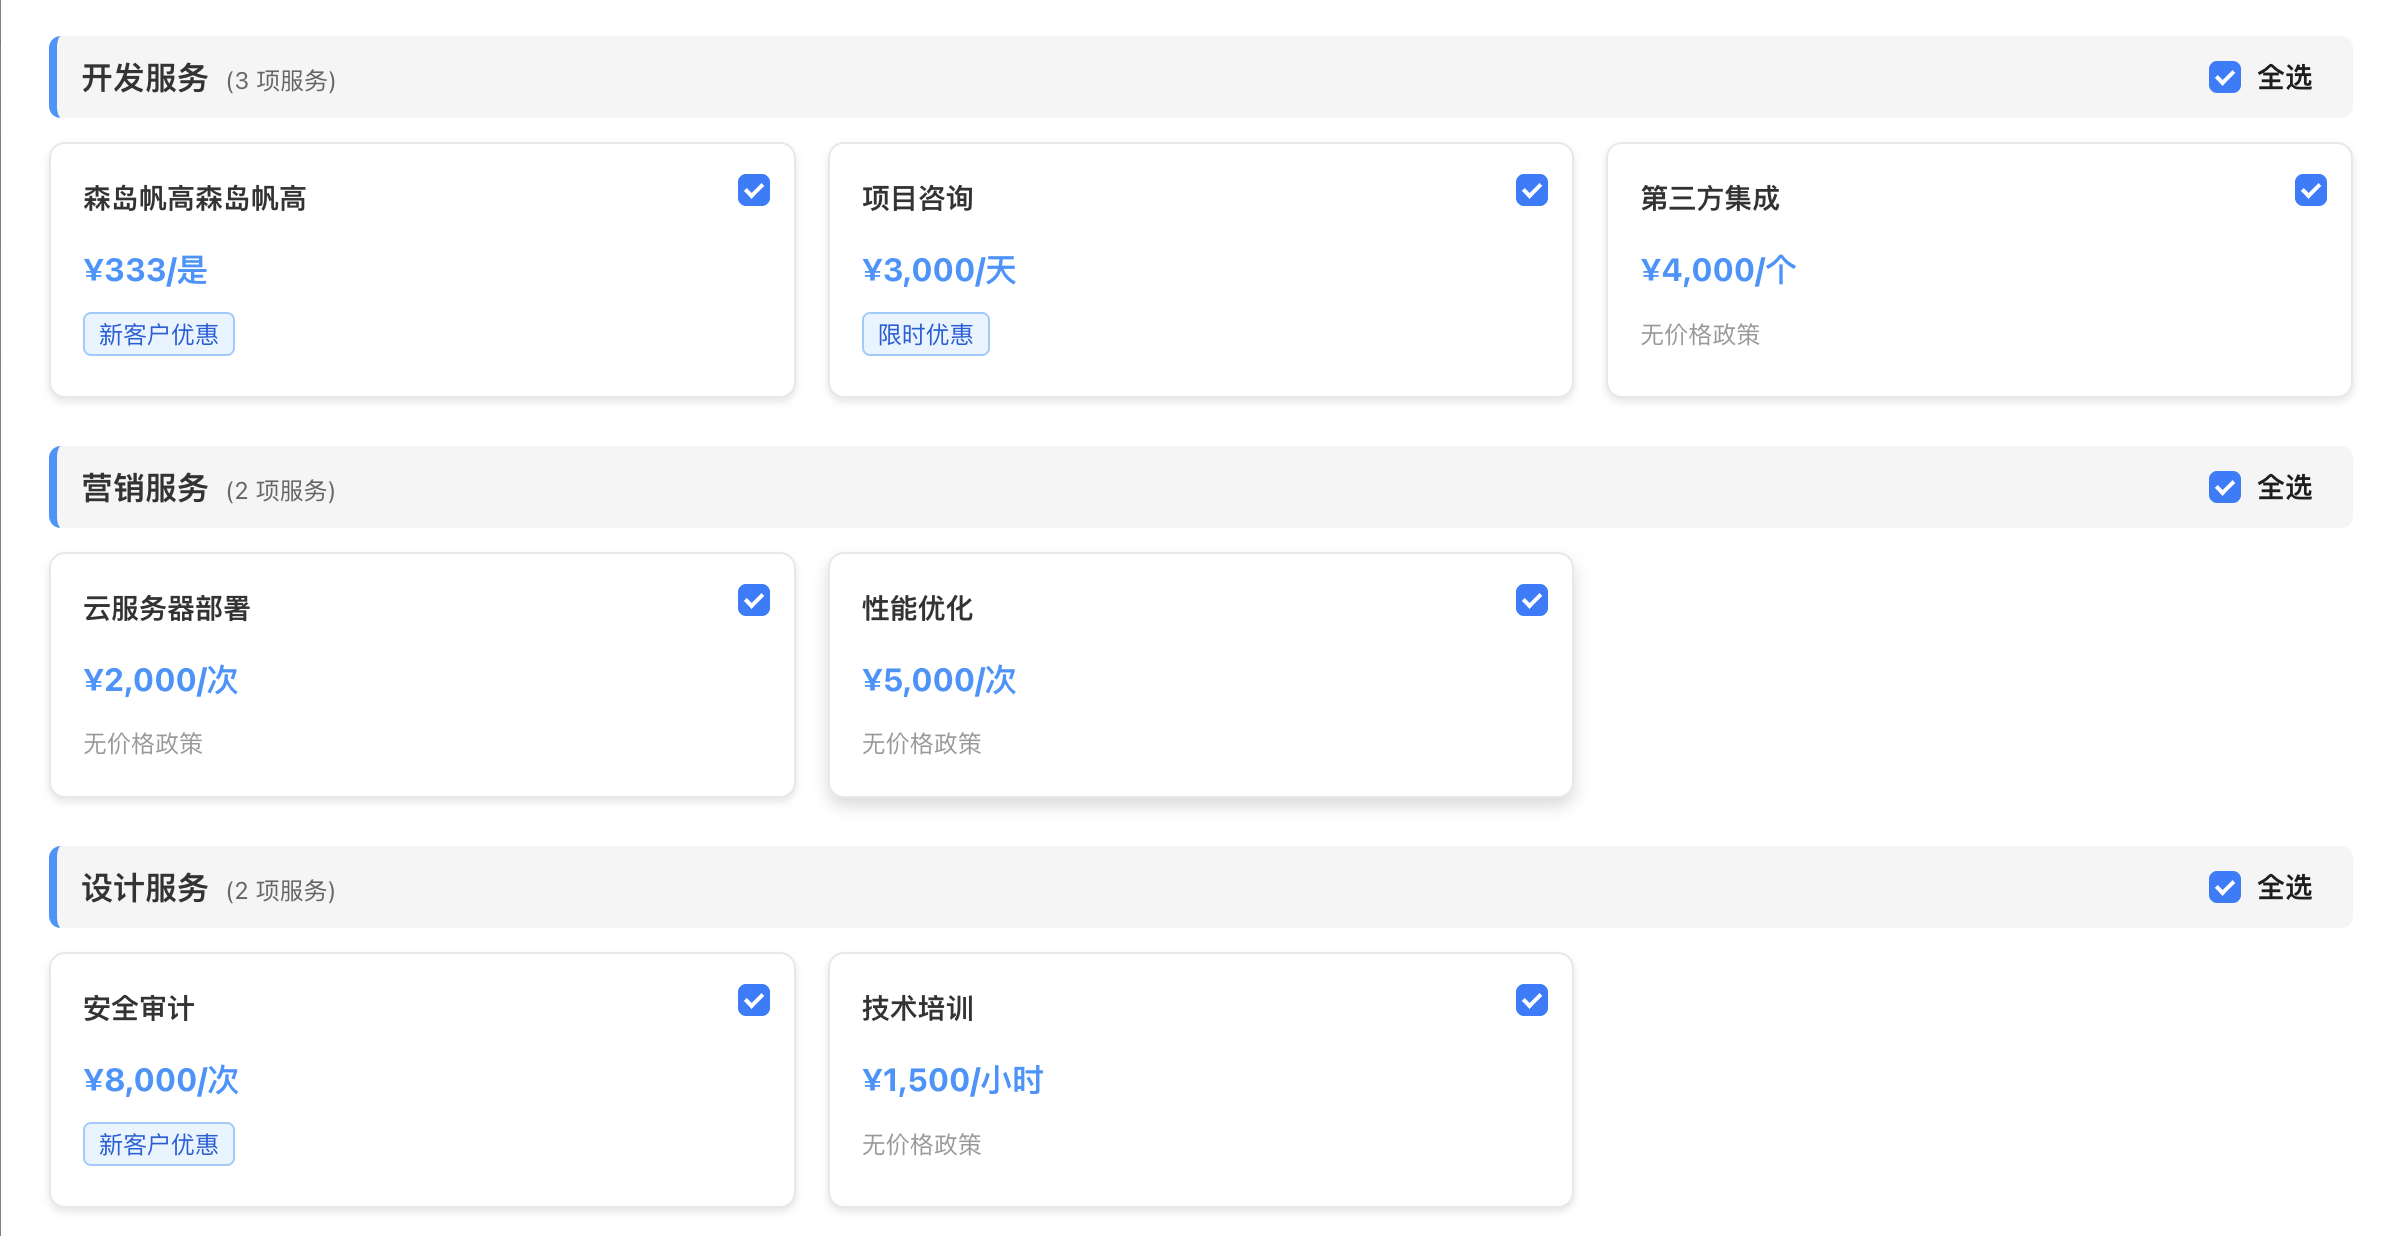 开发服务 (3 项服务) 全选
森岛帆高森岛帆高
¥333/是
新客户优惠
项目咨询
¥3,000/天
限时优惠
第三方集成
¥4,000/个
无价格政策
营销服务 (2 项服务) 全选
云服务器部署
¥2,000/次
无价格政策
性能优化
¥5,000/次
无价格政策
设计服务 (2 项服务) 全选
安全审计
¥8,000/次
新客户优惠
技术培训
¥1,500/小时
无价格政策